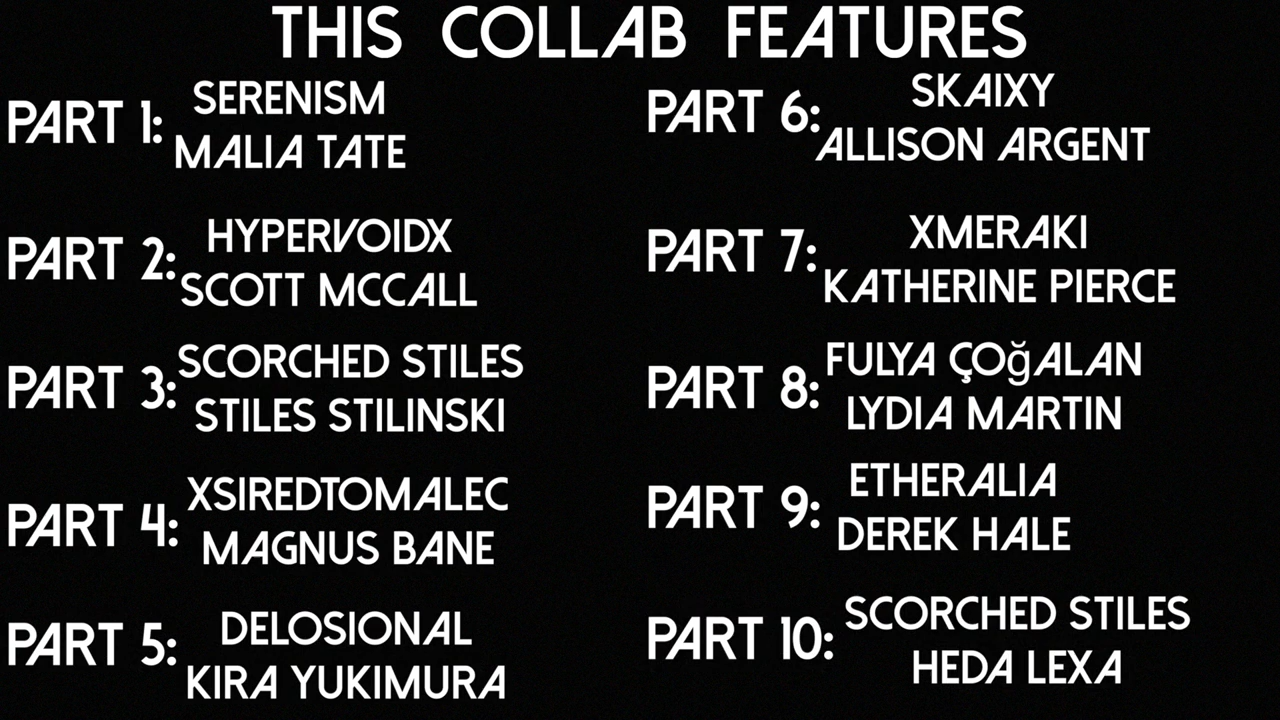 THIS COLLAB FEATURES
PART 1:
SERENISM
MALIA TATE
PART 2:
HYPERVOIDX
SCOTT MCCALL
PART 3:
SCORCHED STILES
STILES STILINSKI
PART 4:
XSIREDTOMALEC
MAGNUS BANE
PART 5:
DELOSIONAL
KIRA YUKIMURA
PART 6:
SKAIXY
ALLISON ARGENT
PART 7:
XMERAKI
KATHERINE PIERCE
PART 8:
FULYA ÇOğALAN
LYDIA MARTIN
PART 9:
ETHERALIA
DEREK HALE
PART 10:
SCORCHED STILES
HEDA LEXA